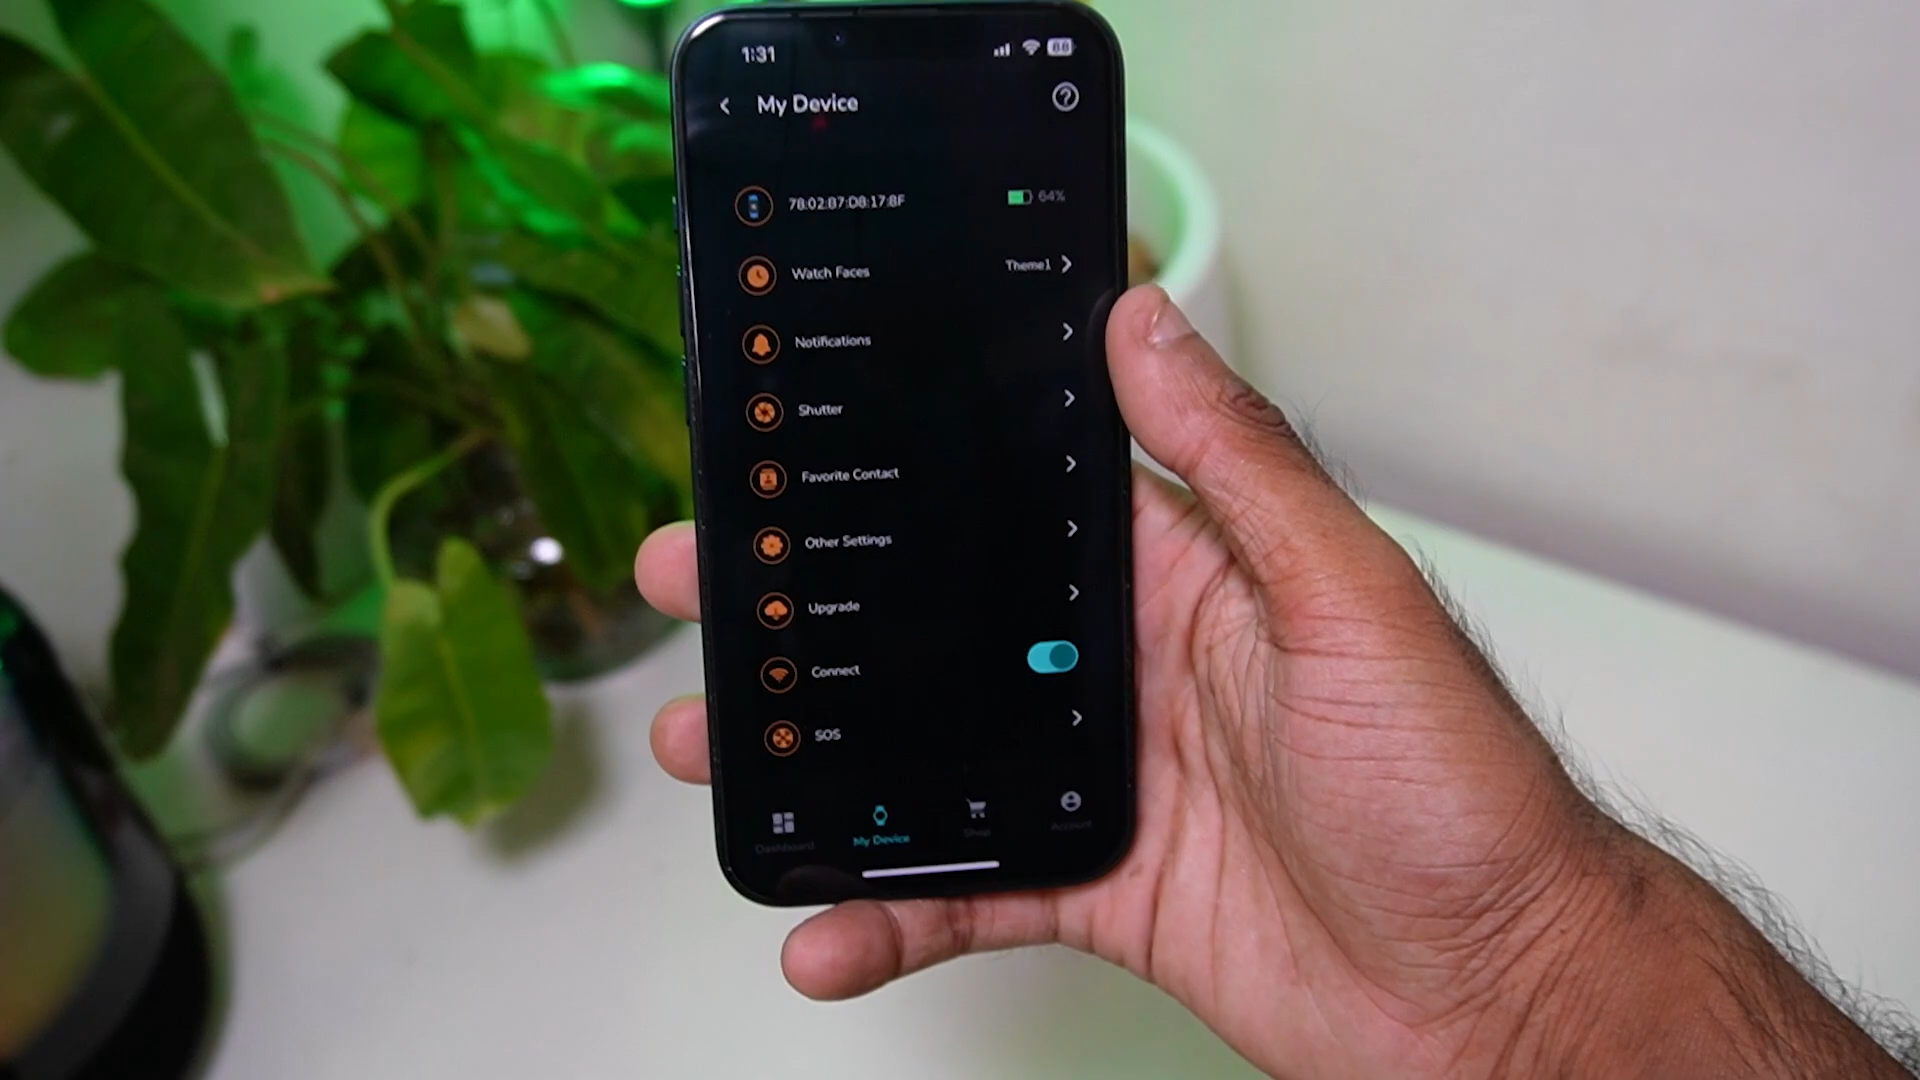 1:31
68
My Device
78:02:B7:D8:17:8F
64%
Watch Faces
Theme1
Notifications
Shutter
Favorite Contact
Other Settings
Upgrade
Connect
SOS
Dashboard
My Device
Shop
Account